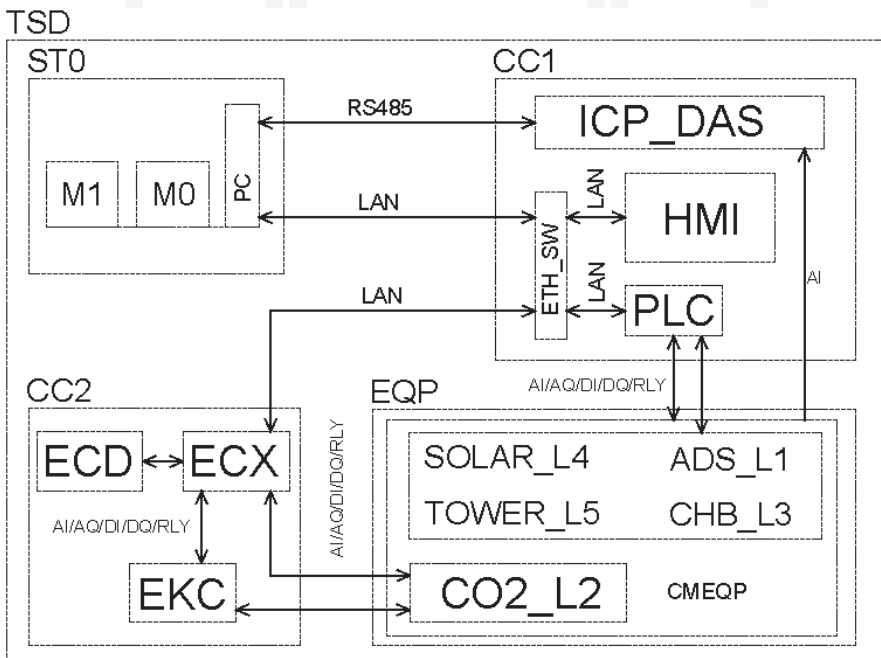 TSD
ST0
CC1
RS485
ICP_DAS
M1
M0
PC
LAN
ETH_SW
LAN
HMI
AI
LAN
LAN
PLC
CC2
EQP
AI/AQ/DI/DQ/RLY
AI/AQ/DI/DQ/RLY
ECD
ECX
SOLAR_L4
ADS_L1
TOWER_L5
CHB_L3
AI/AQ/DI/DQ/RLY
EKC
CO2_L2
CMEQP